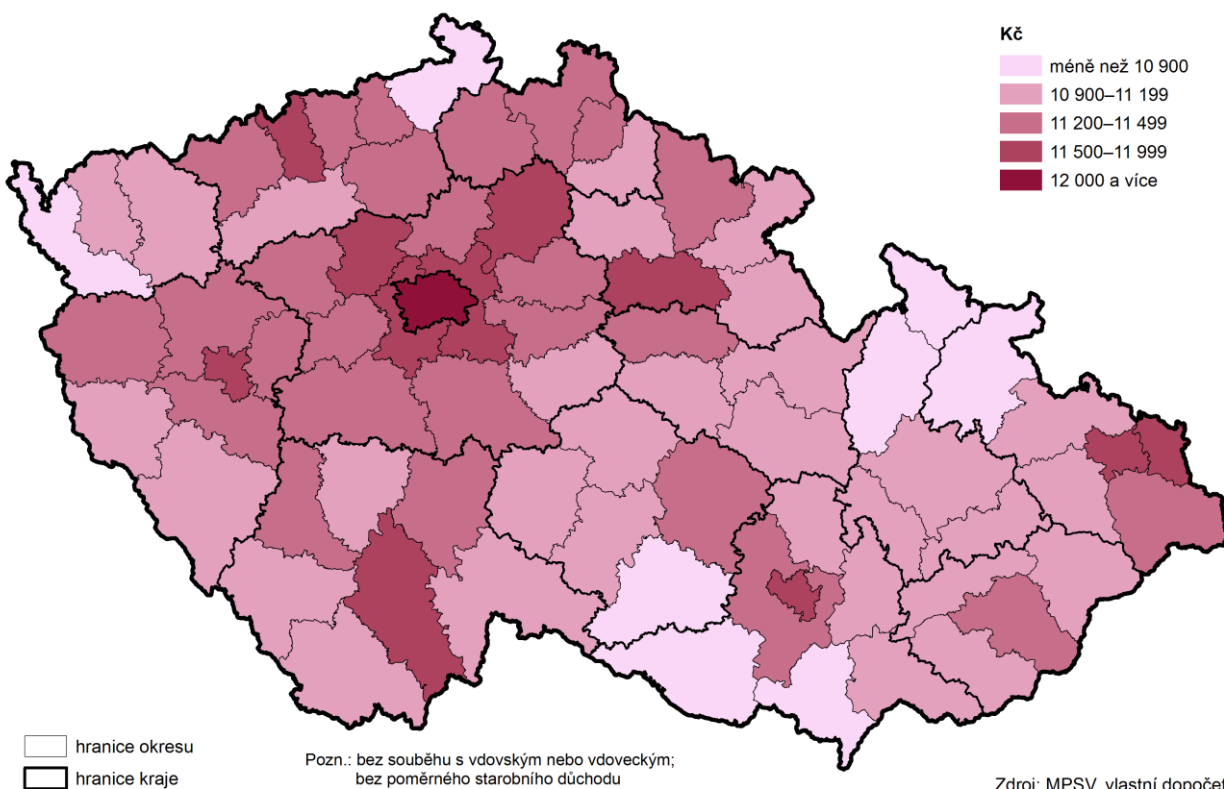 Kč
méně než 10 900
10 900–11 199
11 200–11 499
11 500–11 999
12 000 a více
hranice okresu
hranice kraje
Pozn.: bez souběhu s vdovským nebo vdoveckým;
bez poměrného starobního důchodu
Zdroj: MPSV, vlastní dopočet